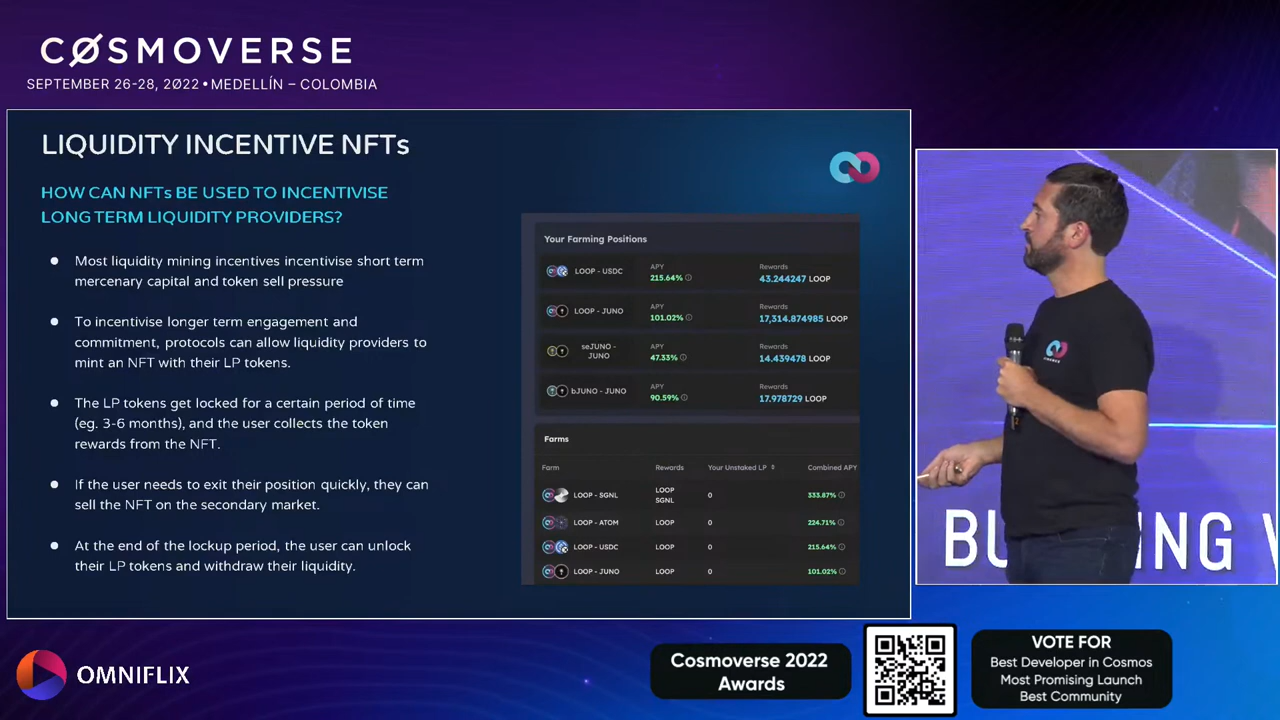 CØSMOVERSE
SEPTEMBER 26-28, 2022 • MEDELLÍN – COLOMBIA
LIQUIDITY INCENTIVE NFTs
HOW CAN NFTs BE USED TO INCENTIVISE
LONG TERM LIQUIDITY PROVIDERS?
● Most liquidity mining incentives incentivise short term
mercenary capital and token sell pressure
● To incentivise longer term engagement and
commitment, protocols can allow liquidity providers to
mint an NFT with their LP tokens.
● The LP tokens get locked for a certain period of time
(eg. 3-6 months), and the user collects the token
rewards from the NFT.
● If the user needs to exit their position quickly, they can
sell the NFT on the secondary market.
● At the end of the lockup period, the user can unlock
their LP tokens and withdraw their liquidity.
Your Farming Positions
APY Rewards
LOOP - USDC 215.64% 43.244247 LOOP
APY Rewards
LOOP - JUNO 101.02% 17,314.874985 LOOP
APY Rewards
seJUNO - JUNO 47.33% 14.439478 LOOP
APY Rewards
bJUNO - JUNO 90.59% 17.978729 LOOP
Farms
Farm Rewards Your Unstaked LP Combined APY
LOOP - SGNL LOOP SGNL 0 333.87%
LOOP - ATOM LOOP 0 224.71%
LOOP - USDC LOOP 0 215.64%
LOOP - JUNO LOOP 0 101.02%
BU
NG
OMNIFLIX
Cosmoverse 2022
Awards
VOTE FOR
Best Developer in Cosmos
Most Promising Launch
Best Community